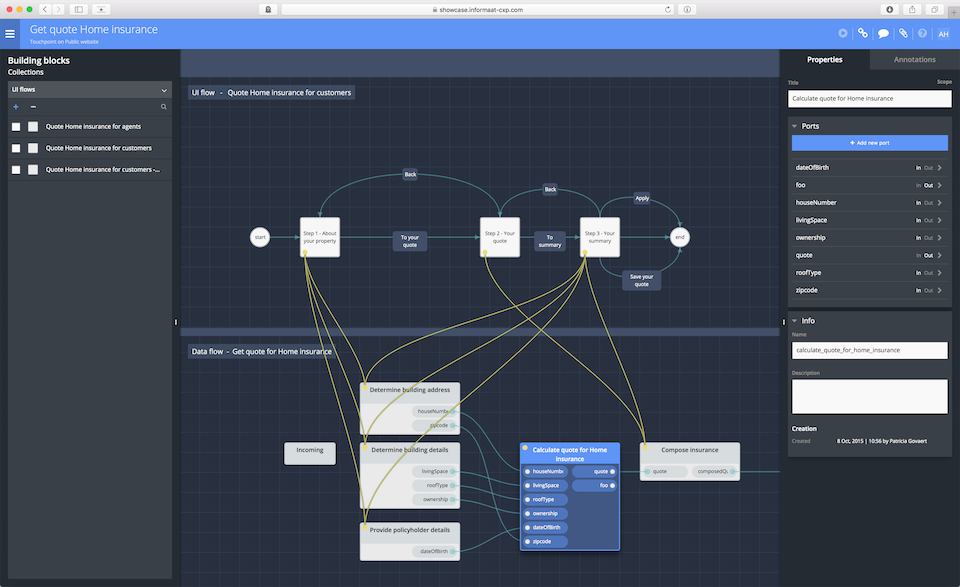 showcase.informaat-cxp.com
Get quote Home insurance
Touchpoint on Public website
AH
Building blocks
Collections
UI flows
Quote Home insurance for agents
Quote Home insurance for customers
Quote Home insurance for customers -...
UI flow - Quote Home insurance for customers
Back
Back
Apply
start
Step 1 - About
your property
To your
quote
Step 2 - Your
quote
To
summary
Step 3 - Your
summary
end
Save your
quote
Data flow - Get quote for Home insurance
Incoming
Determine building address
houseNumb
zipcode
Determine building details
livingSpace
roofType
ownership
Provide policyholder details
dateOfBirth
Calculate quote for Home
insurance
houseNumb
quote
livingSpace
foo
roofType
ownership
dateOfBirth
zipcode
Compose insurance
quote
composedQu
Properties
Annotations
Title
Scope
Calculate quote for Home insurance
Ports
+ Add new port
dateOfBirth In Out
foo In Out
houseNumber In Out
livingSpace In Out
ownership In Out
quote In Out
roofType In Out
zipcode In Out
Info
Name
calculate_quote_for_home_insurance
Description
Creation
Created 8 Oct, 2015 | 10:56 by Patricia Govaert